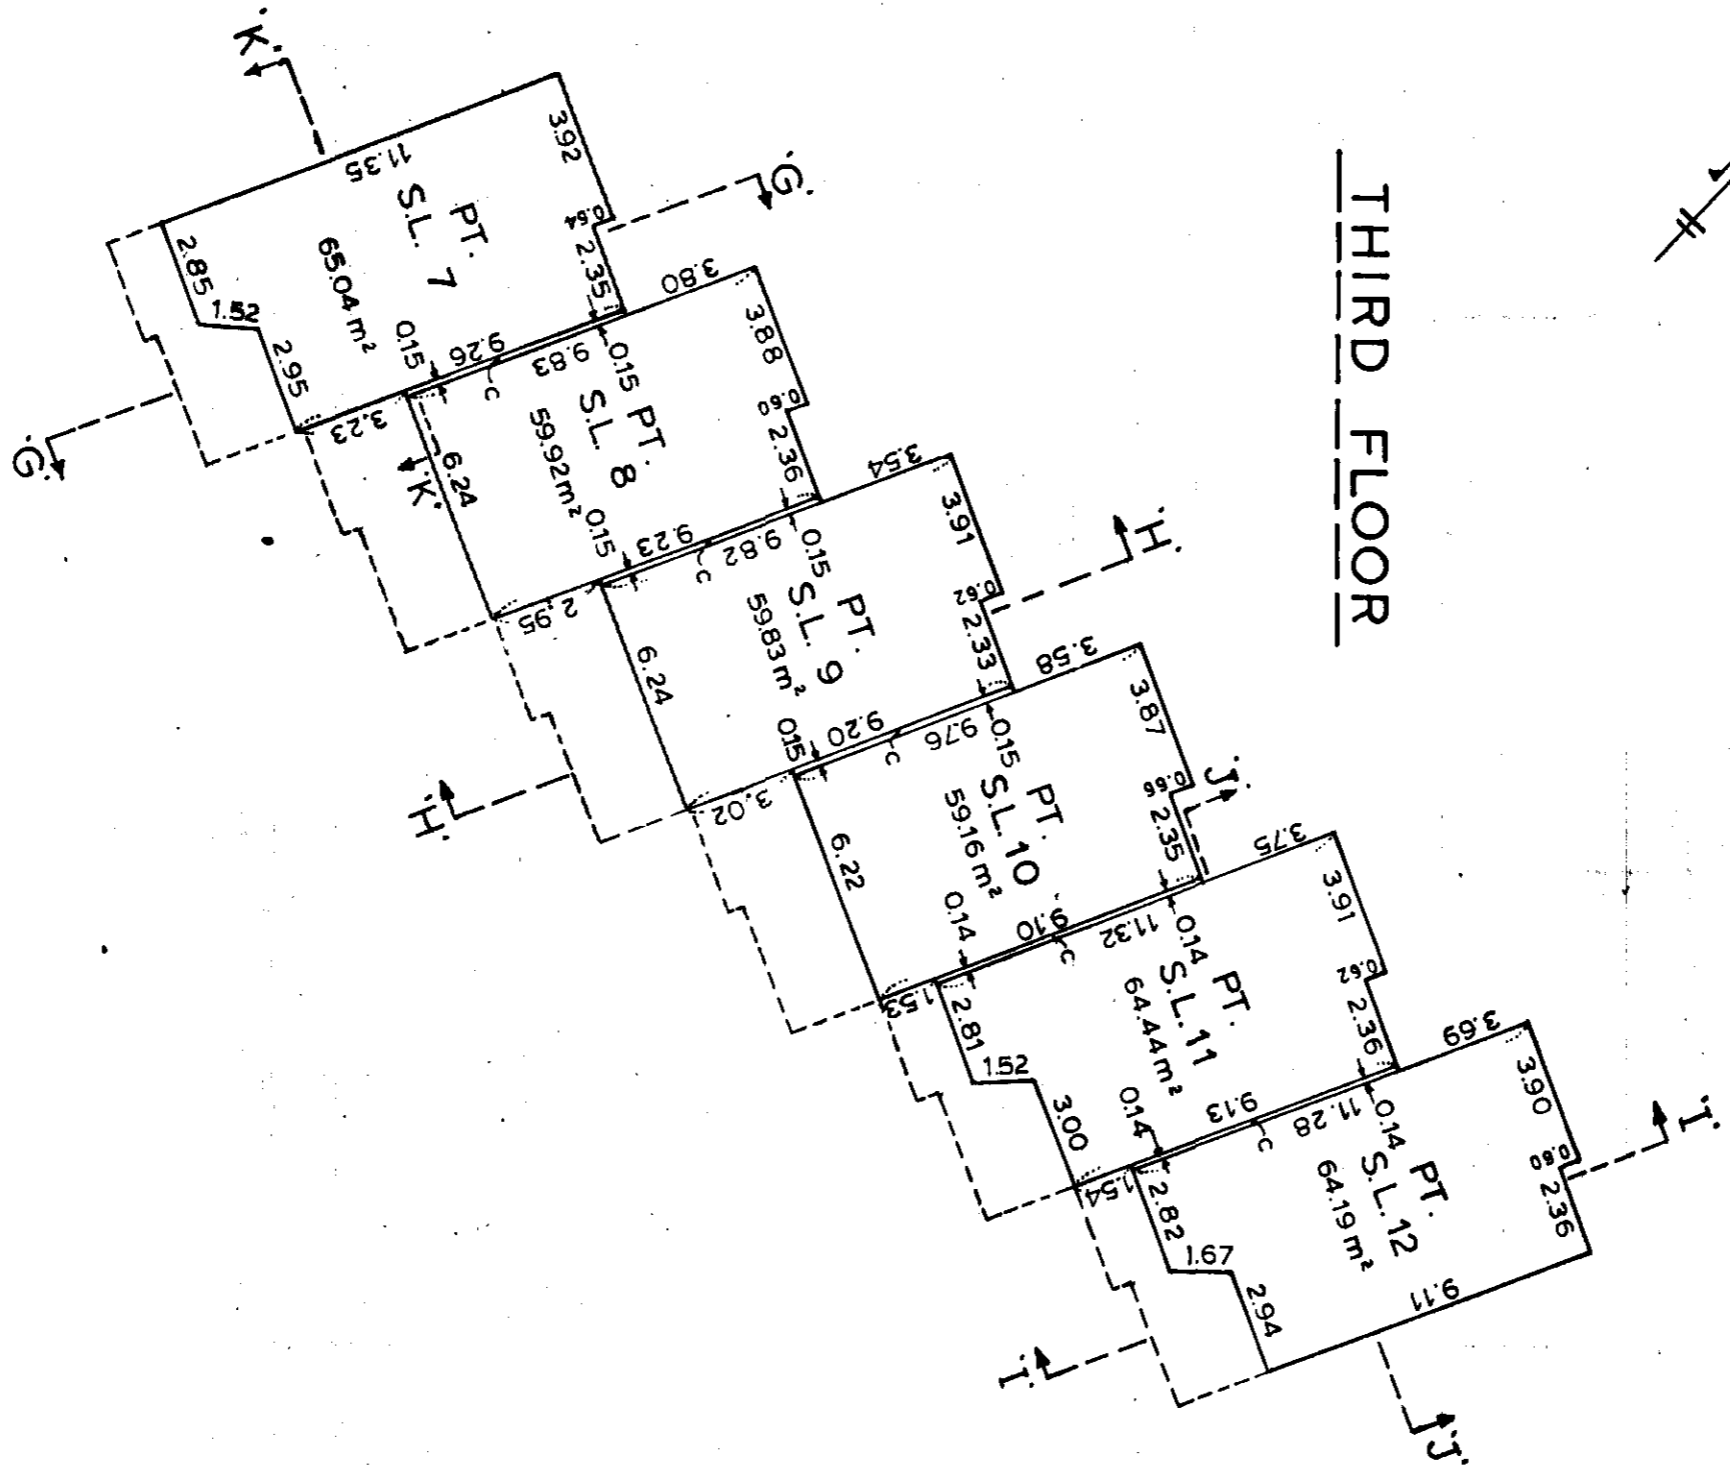 THIRD FLOOR
'K'
11.35
3.92
0.64
2.35
'G'
PT.
S.L. 7
65.04 m²
2.85
1.52
2.95
0.15
9.26
3.23
'G'
'K'
3.80
3.88
0.60
2.36
9.83
0.15
C
PT.
S.L. 8
59.92 m²
6.24
0.15
9.23
2.95
3.54
3.91
0.62
2.33
'H'
9.82
0.15
C
PT.
S.L. 9
59.83 m²
6.24
0.15
9.20
3.02
'H'
3.58
3.87
0.66
2.35
'J'
9.76
0.15
C
PT.
S.L. 10
59.16 m²
6.22
0.14
9.10
1.53
3.75
3.91
0.62
2.36
11.32
0.14
C
PT.
S.L. 11
64.44 m²
2.81
1.52
3.00
0.14
9.13
1.54
3.69
3.90
0.60
2.36
'I'
11.28
0.14
C
PT.
S.L. 12
64.19 m²
2.82
1.67
2.94
9.11
'I'
'J'